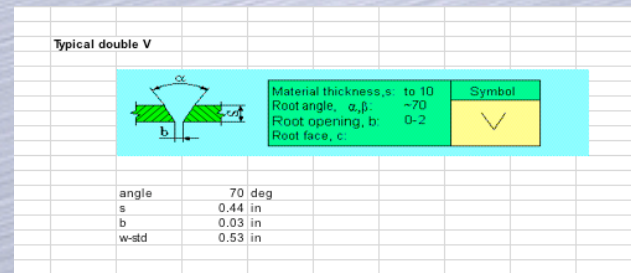 Typical double V
α
s
b
Material thickness,s: to 10
Root angle, α,β: ~70
Root opening, b: 0-2
Root face, c:
Symbol
angle 70 deg
s 0.44 in
b 0.03 in
w-std 0.53 in